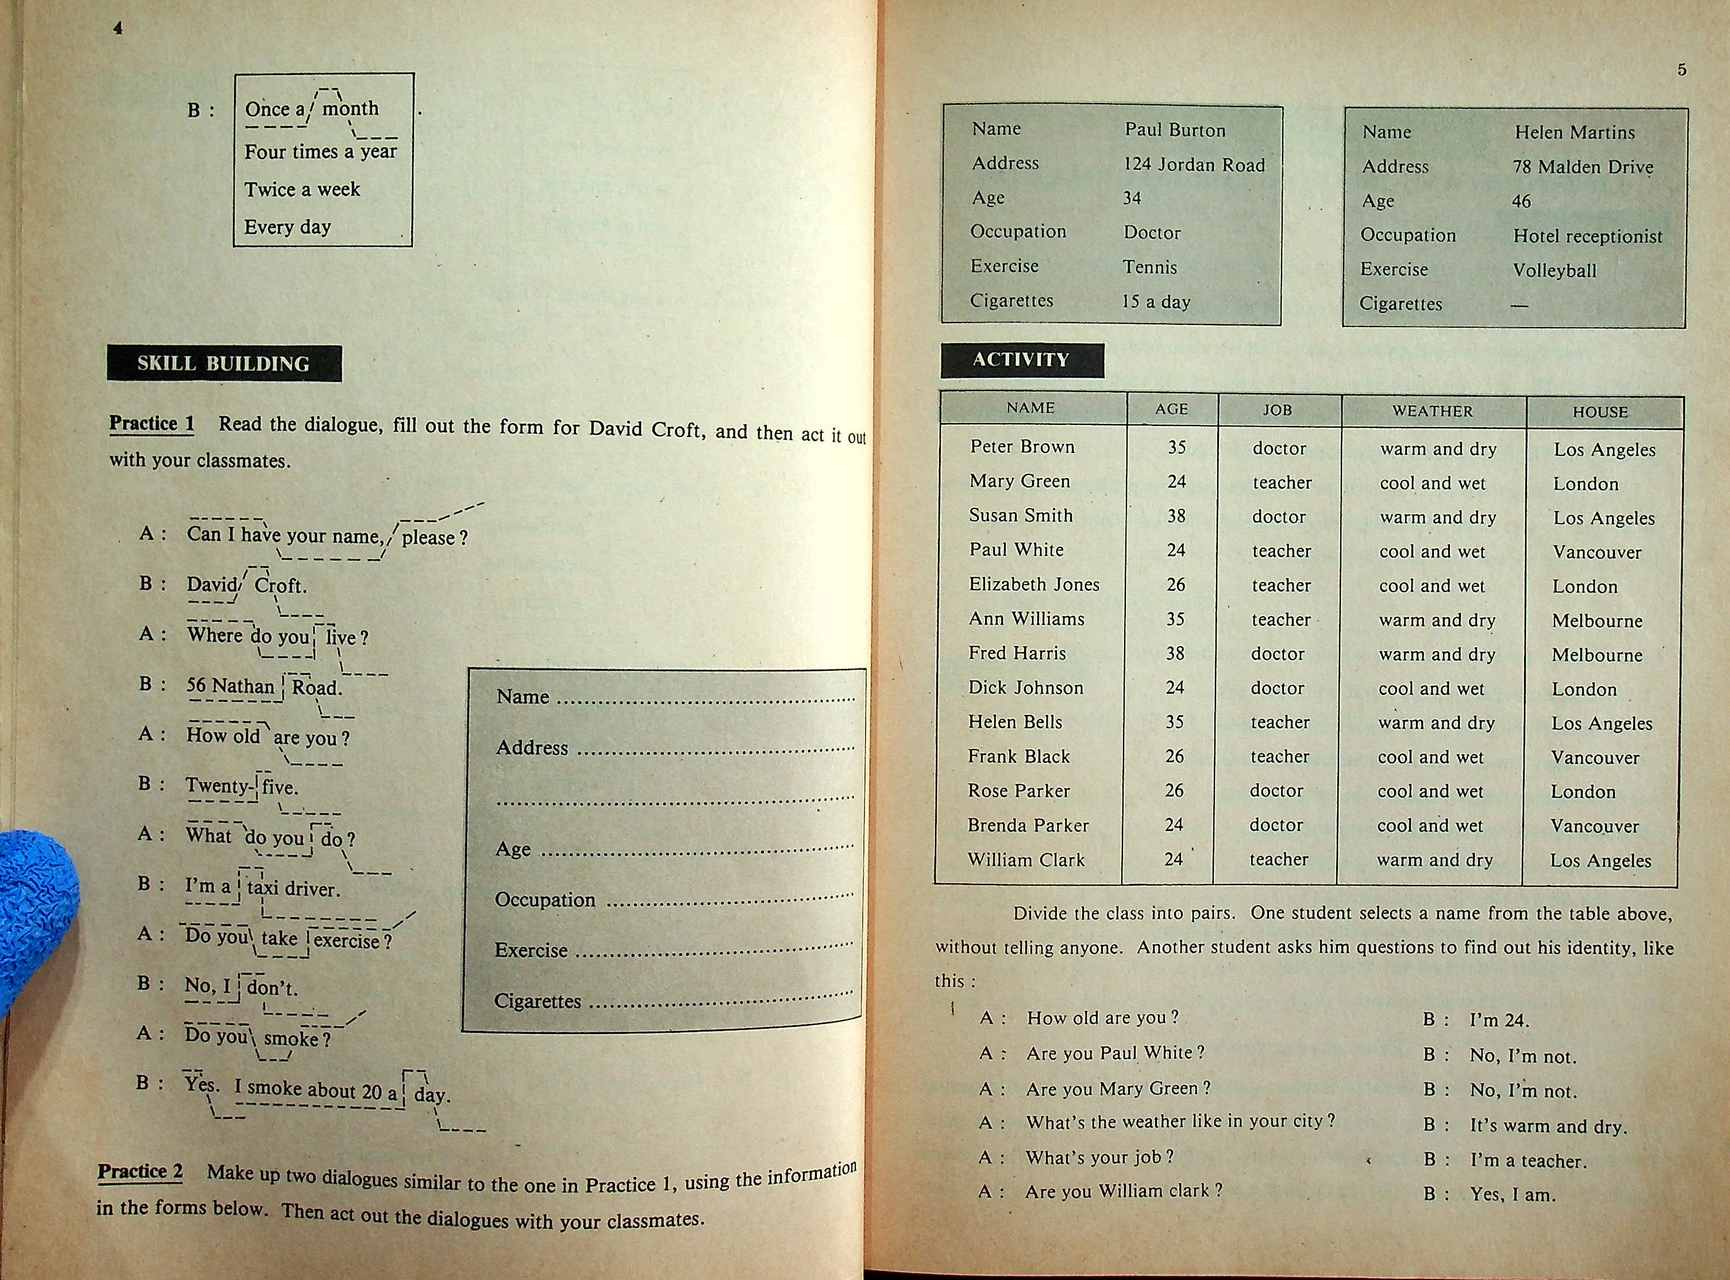 4
B : Once a month .
Four times a year
Twice a week
Every day
SKILL BUILDING
Practice 1 Read the dialogue, fill out the form for David Croft, and then act it out
with your classmates.
A : Can I have your name, please ?
B : David Croft.
A : Where do you live ?
B : 56 Nathan Road.
A : How old are you ?
B : Twenty-five.
A : What do you do ?
B : I'm a taxi driver.
A : Do you take exercise ?
B : No, I don't.
A : Do you smoke ?
B : Yes. I smoke about 20 a day.
Name ................................................
Address ................................................
................................................
Age ................................................
Occupation ................................................
Exercise ................................................
Cigarettes ................................................
Practice 2 Make up two dialogues similar to the one in Practice 1, using the information
in the forms below. Then act out the dialogues with your classmates.
5
Name Paul Burton
Address 124 Jordan Road
Age 34
Occupation Doctor
Exercise Tennis
Cigarettes 15 a day
Name Helen Martins
Address 78 Malden Drive
Age 46
Occupation Hotel receptionist
Exercise Volleyball
Cigarettes —
ACTIVITY
NAME AGE JOB WEATHER HOUSE
Peter Brown 35 doctor warm and dry Los Angeles
Mary Green 24 teacher cool and wet London
Susan Smith 38 doctor warm and dry Los Angeles
Paul White 24 teacher cool and wet Vancouver
Elizabeth Jones 26 teacher cool and wet London
Ann Williams 35 teacher warm and dry Melbourne
Fred Harris 38 doctor warm and dry Melbourne
Dick Johnson 24 doctor cool and wet London
Helen Bells 35 teacher warm and dry Los Angeles
Frank Black 26 teacher cool and wet Vancouver
Rose Parker 26 doctor cool and wet London
Brenda Parker 24 doctor cool and wet Vancouver
William Clark 24 teacher warm and dry Los Angeles
Divide the class into pairs. One student selects a name from the table above,
without telling anyone. Another student asks him questions to find out his identity, like
this :
A : How old are you ? B : I'm 24.
A : Are you Paul White ? B : No, I'm not.
A : Are you Mary Green ? B : No, I'm not.
A : What's the weather like in your city ? B : It's warm and dry.
A : What's your job ? B : I'm a teacher.
A : Are you William clark ? B : Yes, I am.